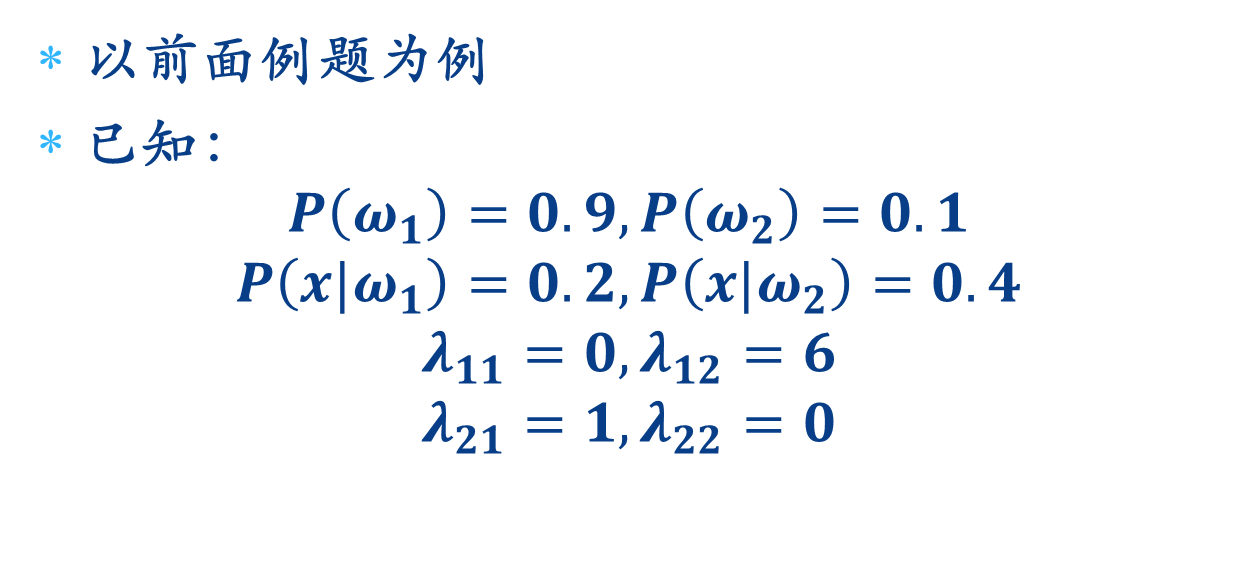 * 以前面例题为例
* 已知:
P(ω₁) = 0.9, P(ω₂) = 0.1
P(x|ω₁) = 0.2, P(x|ω₂) = 0.4
λ₁₁ = 0, λ₁₂ = 6
λ₂₁ = 1, λ₂₂ = 0